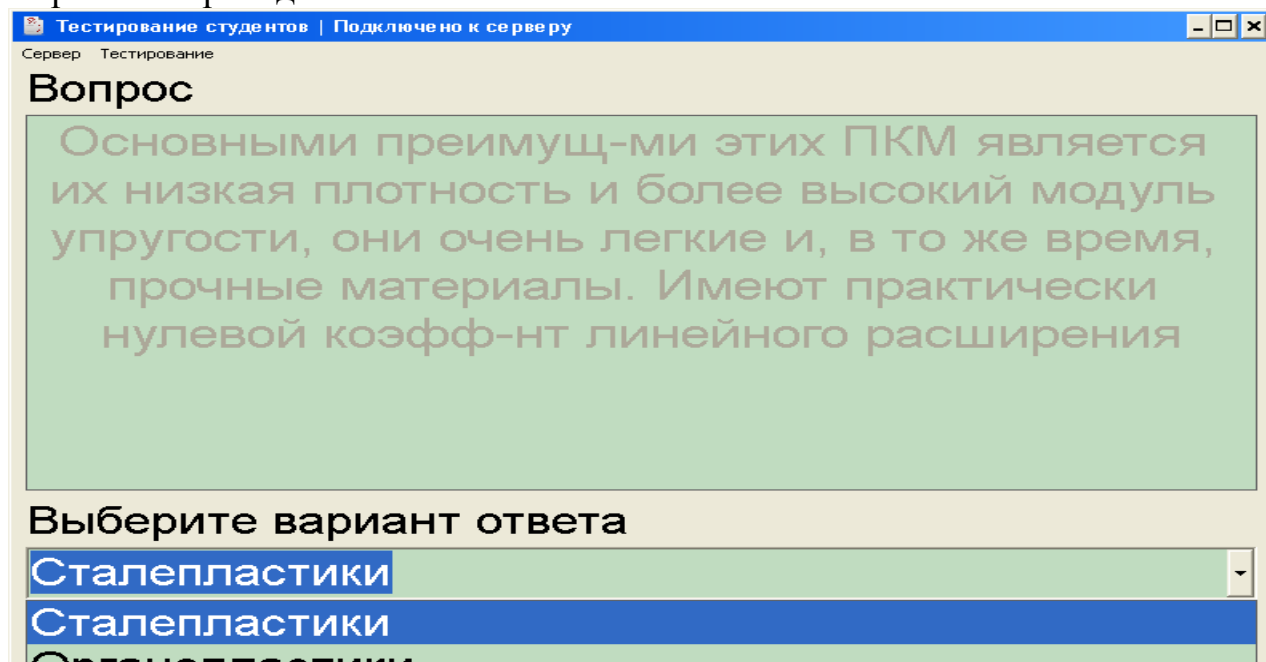 Тестирование студентов | Подключено к серверу
Сервер Тестирование
Вопрос
Основными преимущ-ми этих ПКМ является
их низкая плотность и более высокий модуль
упругости, они очень легкие и, в то же время,
прочные материалы. Имеют практически
нулевой коэфф-нт линейного расширения
Выберите вариант ответа
Сталепластики
Сталепластики
Органопластики